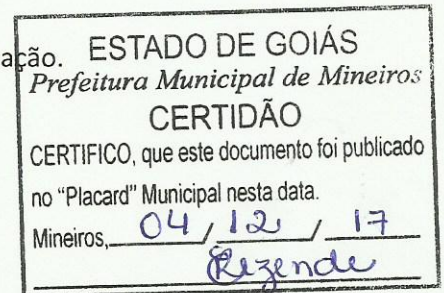 ação.
ESTADO DE GOIÁS
Prefeitura Municipal de Mineiros
CERTIDÃO
CERTIFICO, que este documento foi publicado
no “Placard” Municipal nesta data.
Mineiros, 04 / 12 / 17
Rezende